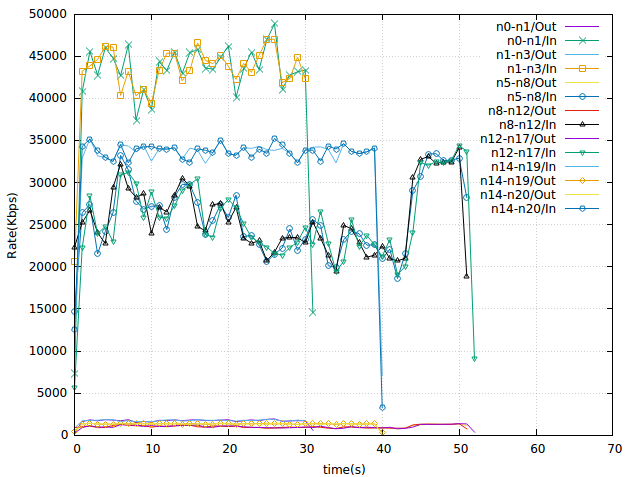 50000
45000
40000
35000
30000
25000
20000
15000
10000
5000
0
Rate(Kbps)
n0-n1/Out
n0-n1/In
n1-n3/Out
n1-n3/In
n5-n8/Out
n5-n8/In
n8-n12/Out
n8-n12/In
n12-n17/Out
n12-n17/In
n14-n19/In
n14-n19/Out
n14-n20/Out
n14-n20/In
0 10 20 30 40 50 60 70
time(s)